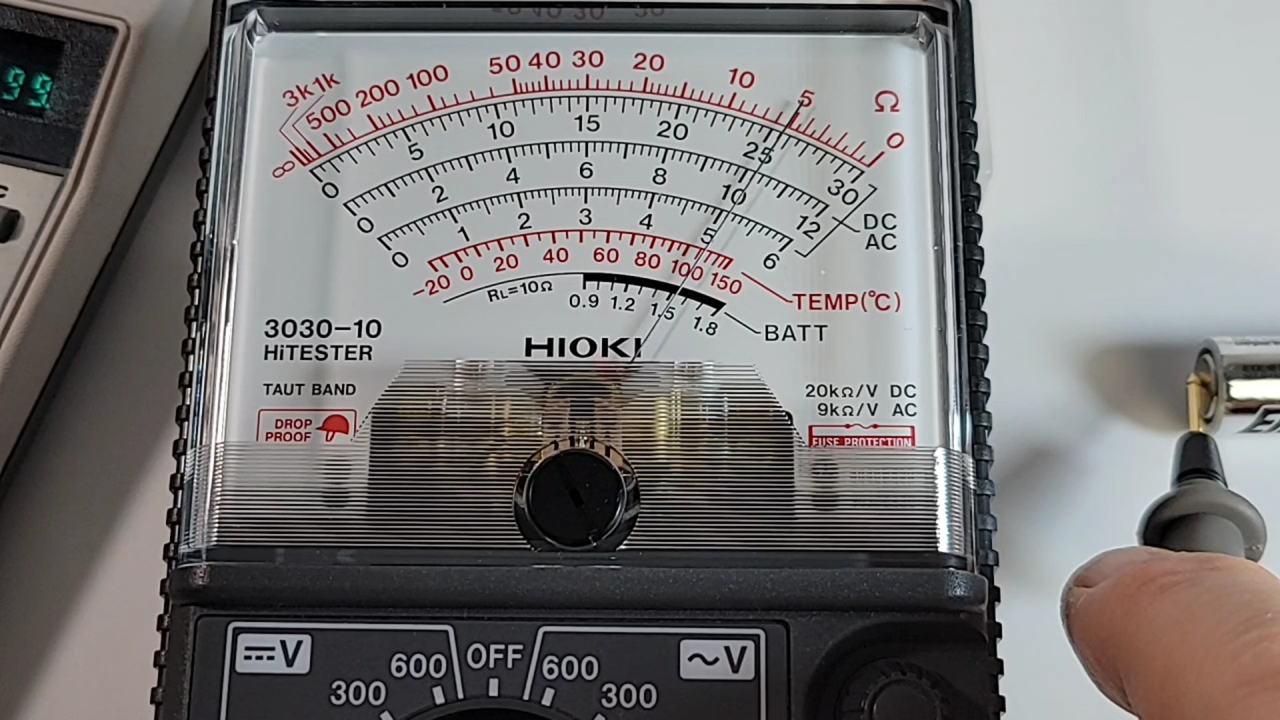 99
3k 1k 500 200 100 50 40 30 20 10 5 Ω
∞ 0
0 5 10 15 20 25 30
0 2 4 6 8 10 12
0 1 2 3 4 5 6
DC
AC
-20 0 20 40 60 80 100 150
TEMP(℃)
RL=10Ω
0.9 1.2 1.5 1.8
BATT
3030-10
HiTESTER
HIOKI
TAUT BAND
DROP
PROOF
20kΩ/V DC
9kΩ/V AC
FUSE PROTECTION
V
600
OFF
600
~V
300
300